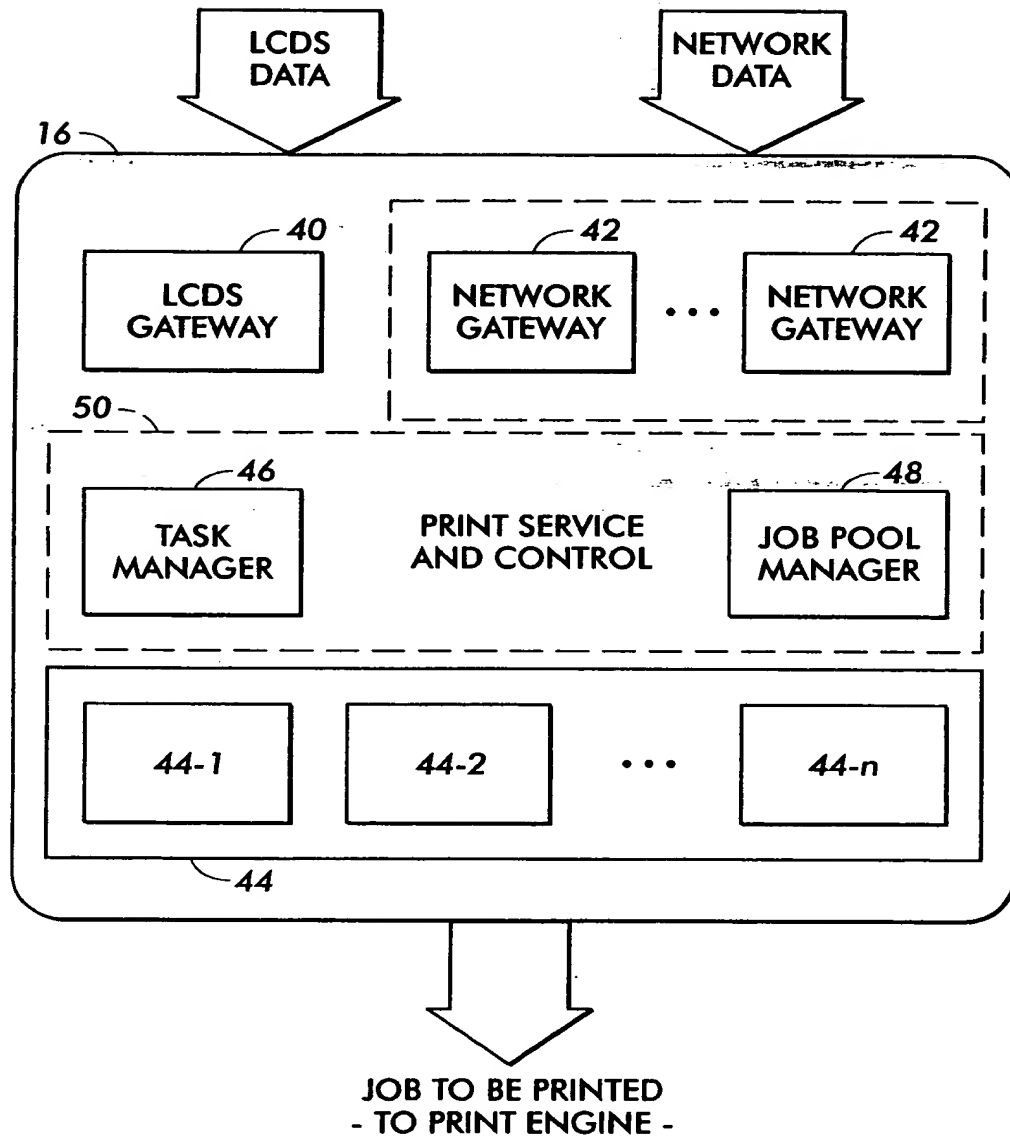 LCDS
DATA
NETWORK
DATA
16
40
42
42
LCDS
GATEWAY
NETWORK
GATEWAY
• • •
NETWORK
GATEWAY
50
46
48
TASK
MANAGER
PRINT SERVICE
AND CONTROL
JOB POOL
MANAGER
44-1
44-2
• • •
44-n
44
JOB TO BE PRINTED
- TO PRINT ENGINE -